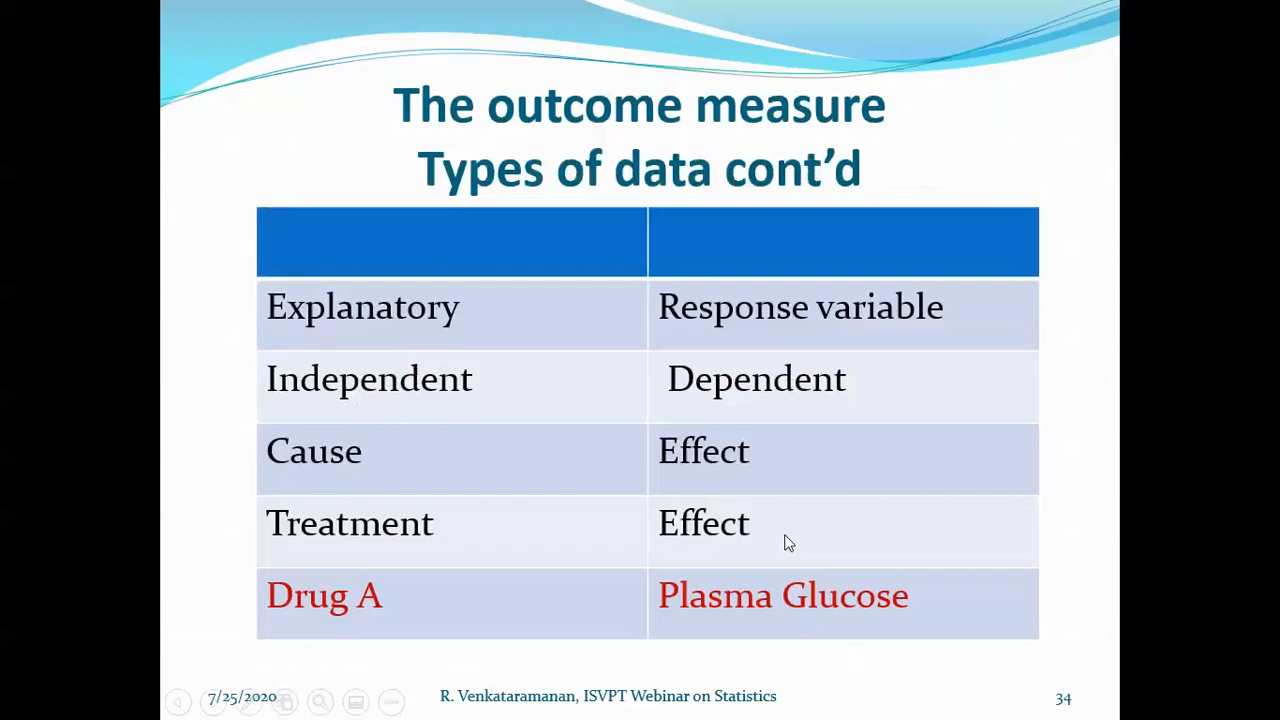 The outcome measure
Types of data cont’d
Explanatory
Response variable
Independent
Dependent
Cause
Effect
Treatment
Effect
Drug A
Plasma Glucose
7/25/2020
R. Venkataramanan, ISVPT Webinar on Statistics
34